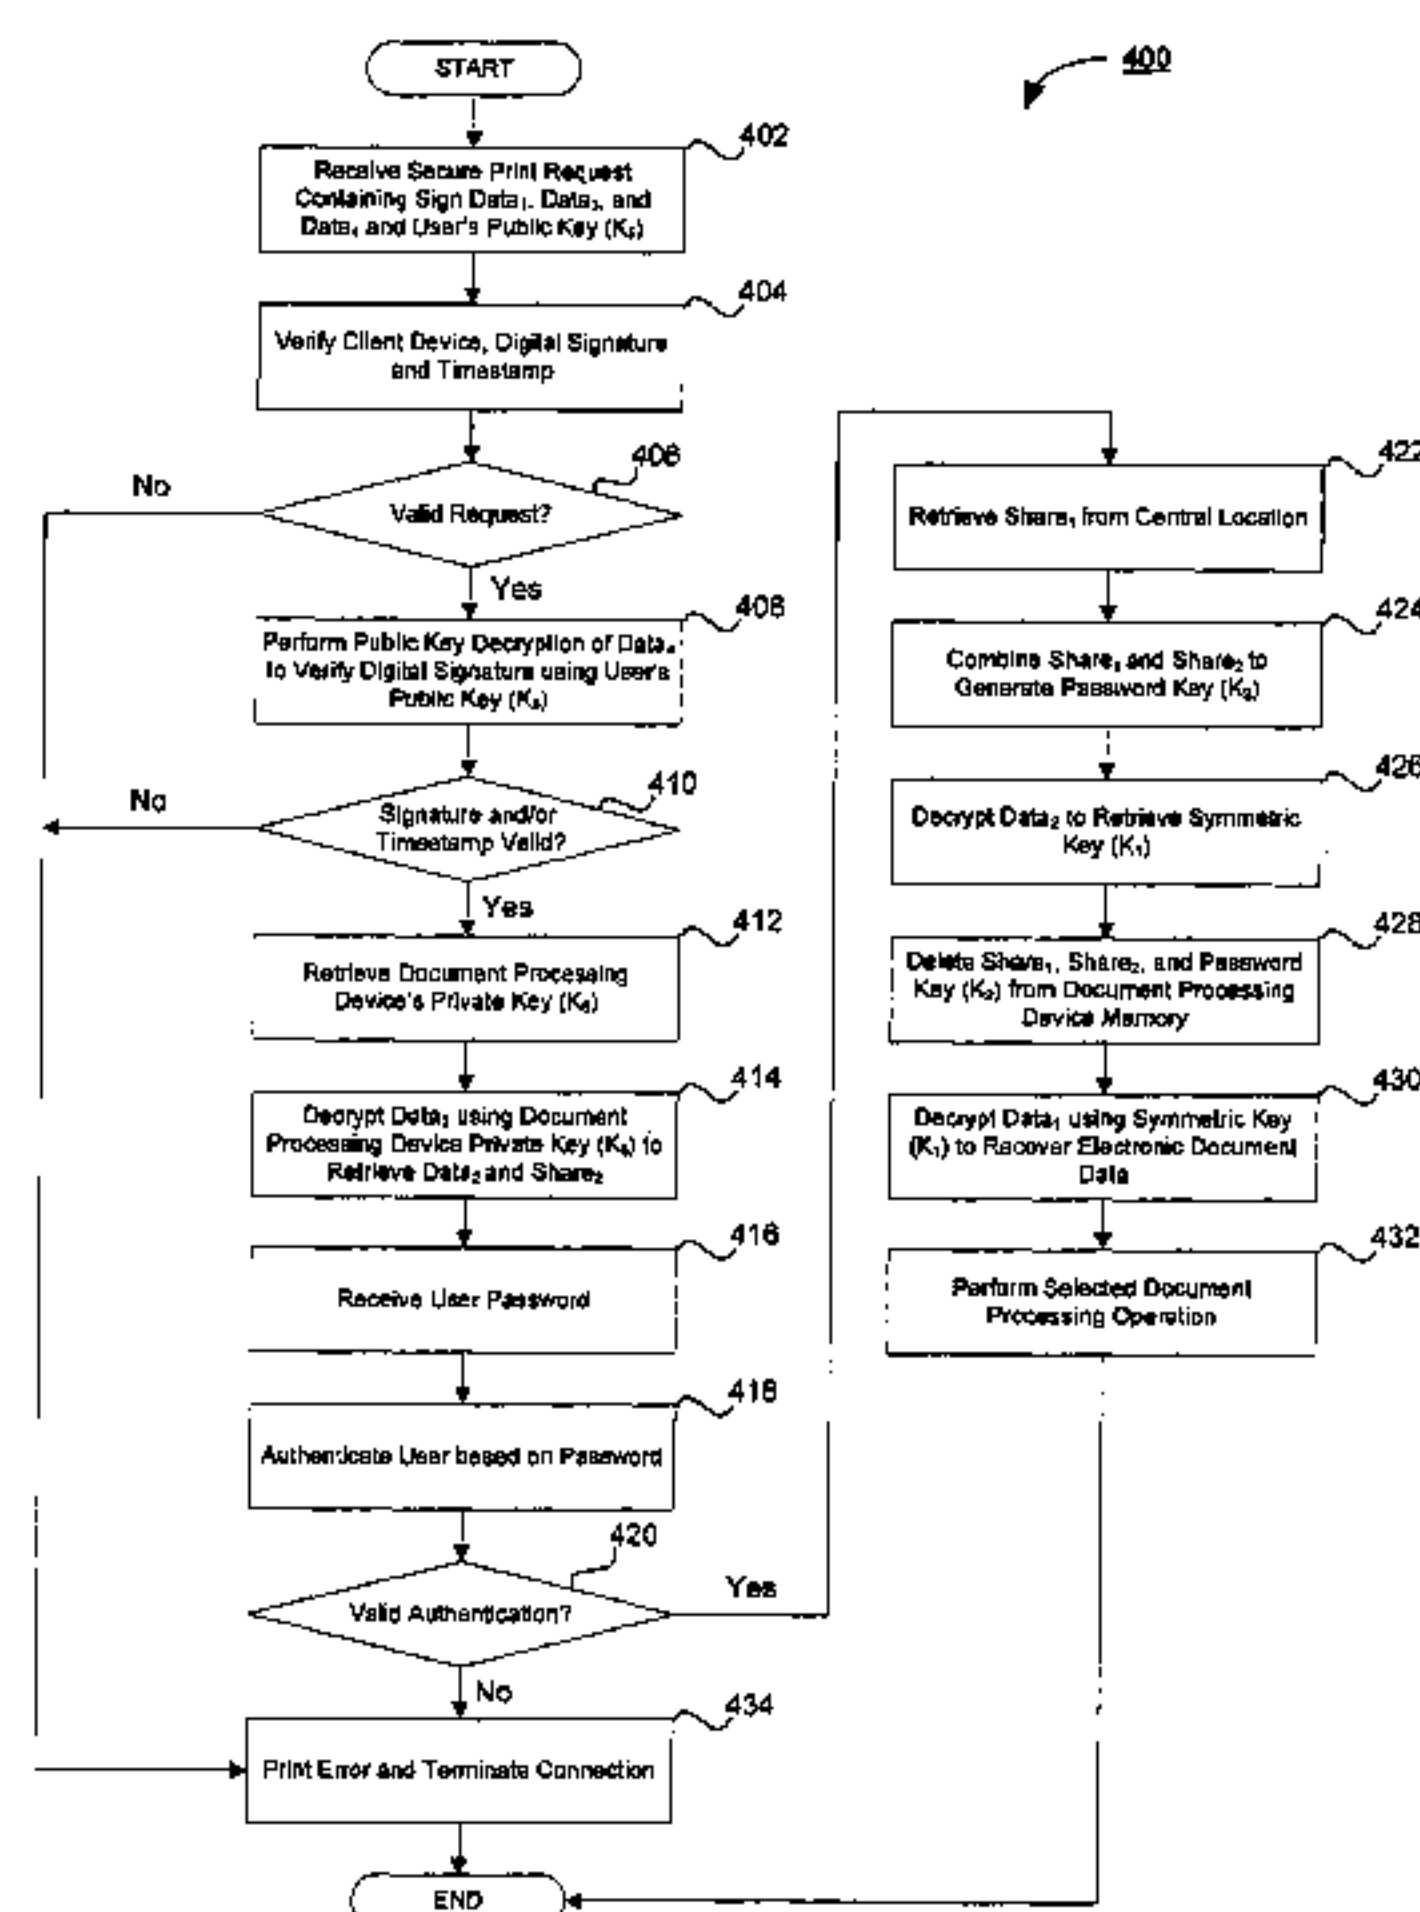 START
400
402
Receive Secure Print Request
Containing Sign Data₁, Data₃, and
Data₄ and User's Public Key (K₅)
404
Verify Client Device, Digital Signature
and Timestamp
406
No
Valid Request?
Yes
408
Perform Public Key Decryption of Data₄
to Verify Digital Signature using User's
Public Key (K₅)
410
No
Signature and/or
Timestamp Valid?
Yes
412
Retrieve Document Processing
Device's Private Key (K₆)
414
Decrypt Data₃ using Document
Processing Device Private Key (K₆) to
Retrieve Data₂ and Share₂
416
Receive User Password
418
Authenticate User based on Password
420
Valid Authentication?
Yes
No
434
Print Error and Terminate Connection
END
422
Retrieve Share₁ from Central Location
424
Combine Share₁ and Share₂ to
Generate Password Key (K₂)
426
Decrypt Data₂ to Retrieve Symmetric
Key (K₁)
428
Delete Share₁, Share₂, and Password
Key (K₂) from Document Processing
Device Memory
430
Decrypt Data₁ using Symmetric Key
(K₁) to Recover Electronic Document
Data
432
Perform Selected Document
Processing Operation